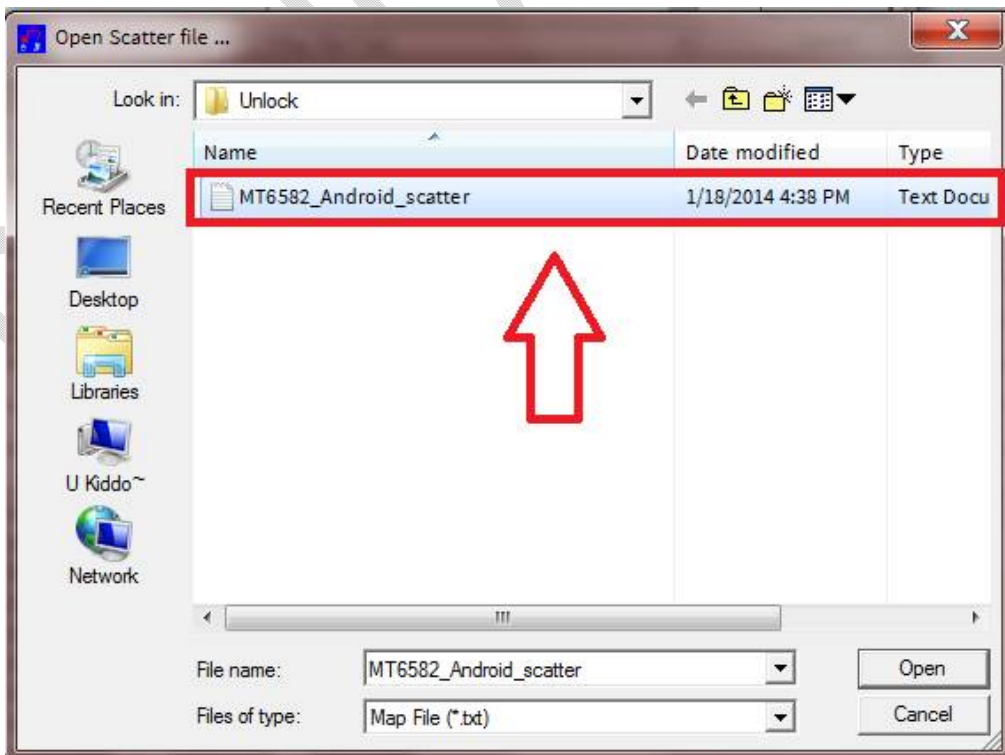 Open Scatter file ...
Look in: Unlock
Name Date modified Type
MT6582_Android_scatter 1/18/2014 4:38 PM Text Docu
Recent Places
Desktop
Libraries
U Kiddo~
Network
File name: MT6582_Android_scatter Open
Files of type: Map File (*.txt) Cancel